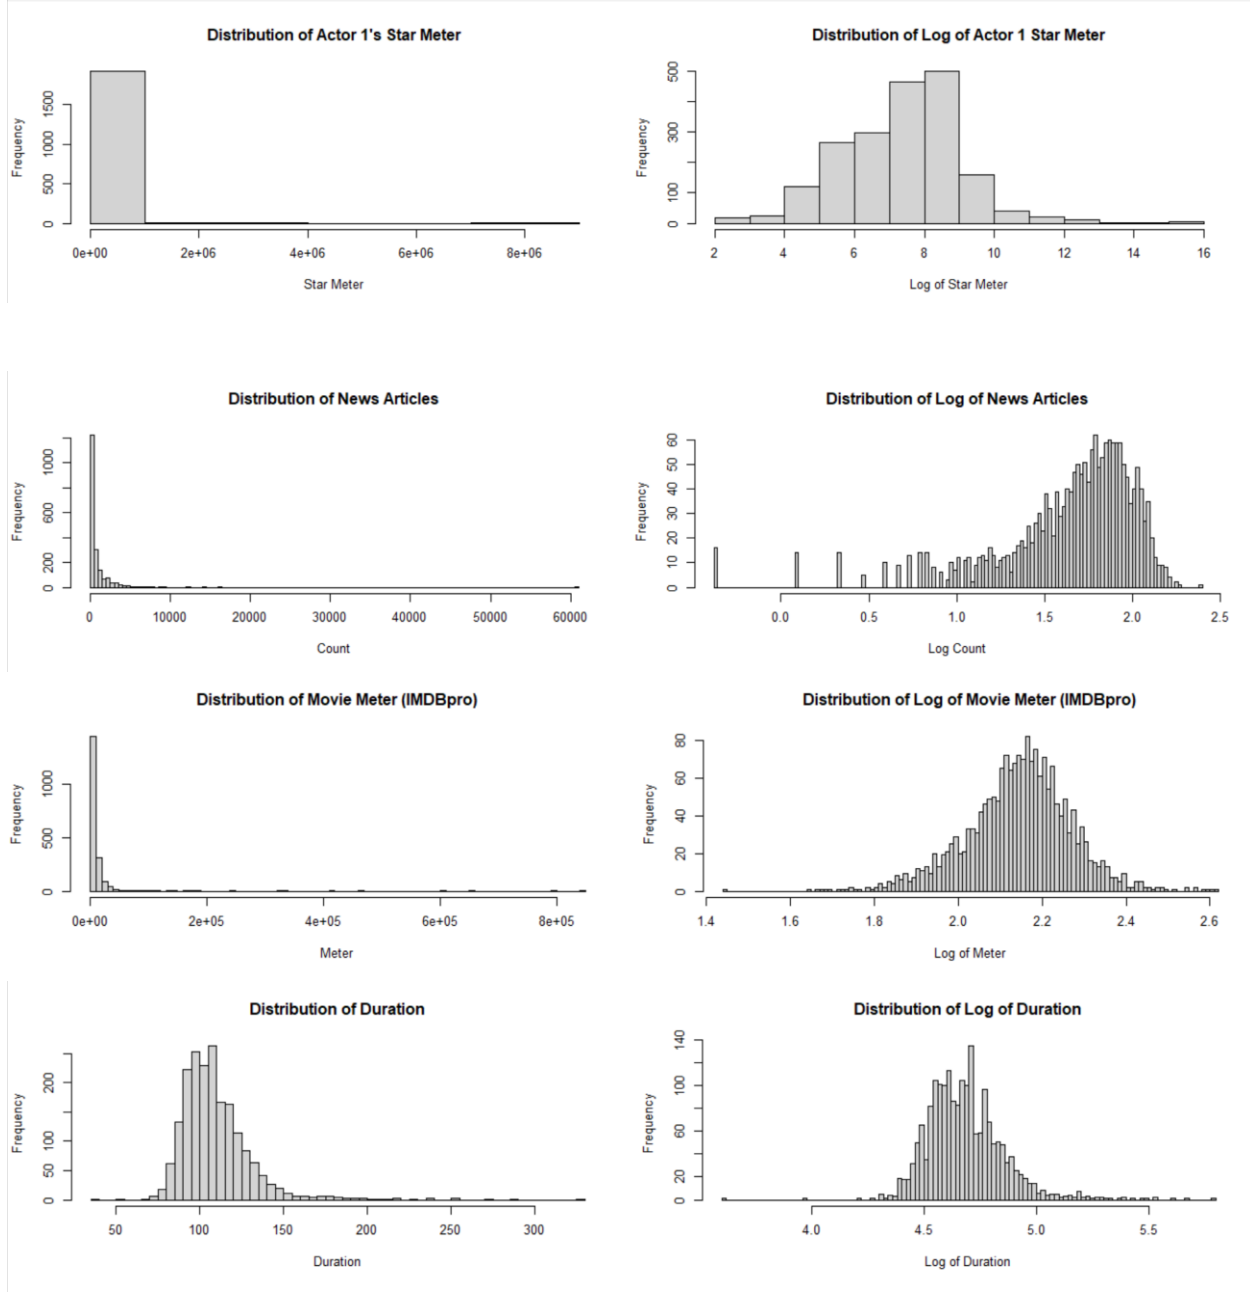 Distribution of Actor 1's Star Meter
Frequency
1500
1000
500
0
0e+00 2e+06 4e+06 6e+06 8e+06
Star Meter
Distribution of Log of Actor 1 Star Meter
Frequency
500
300
100
0
2 4 6 8 10 12 14 16
Log of Star Meter
Distribution of News Articles
Frequency
1000
600
200
0
0 10000 20000 30000 40000 50000 60000
Count
Distribution of Log of News Articles
Frequency
60
50
40
30
20
10
0
0.0 0.5 1.0 1.5 2.0 2.5
Log Count
Distribution of Movie Meter (IMDBpro)
Frequency
1000
500
0
0e+00 2e+05 4e+05 6e+05 8e+05
Meter
Distribution of Log of Movie Meter (IMDBpro)
Frequency
80
60
40
20
0
1.4 1.6 1.8 2.0 2.2 2.4 2.6
Log of Meter
Distribution of Duration
Frequency
200
100
50
0
50 100 150 200 250 300
Duration
Distribution of Log of Duration
Frequency
140
100
60
20
0
4.0 4.5 5.0 5.5
Log of Duration